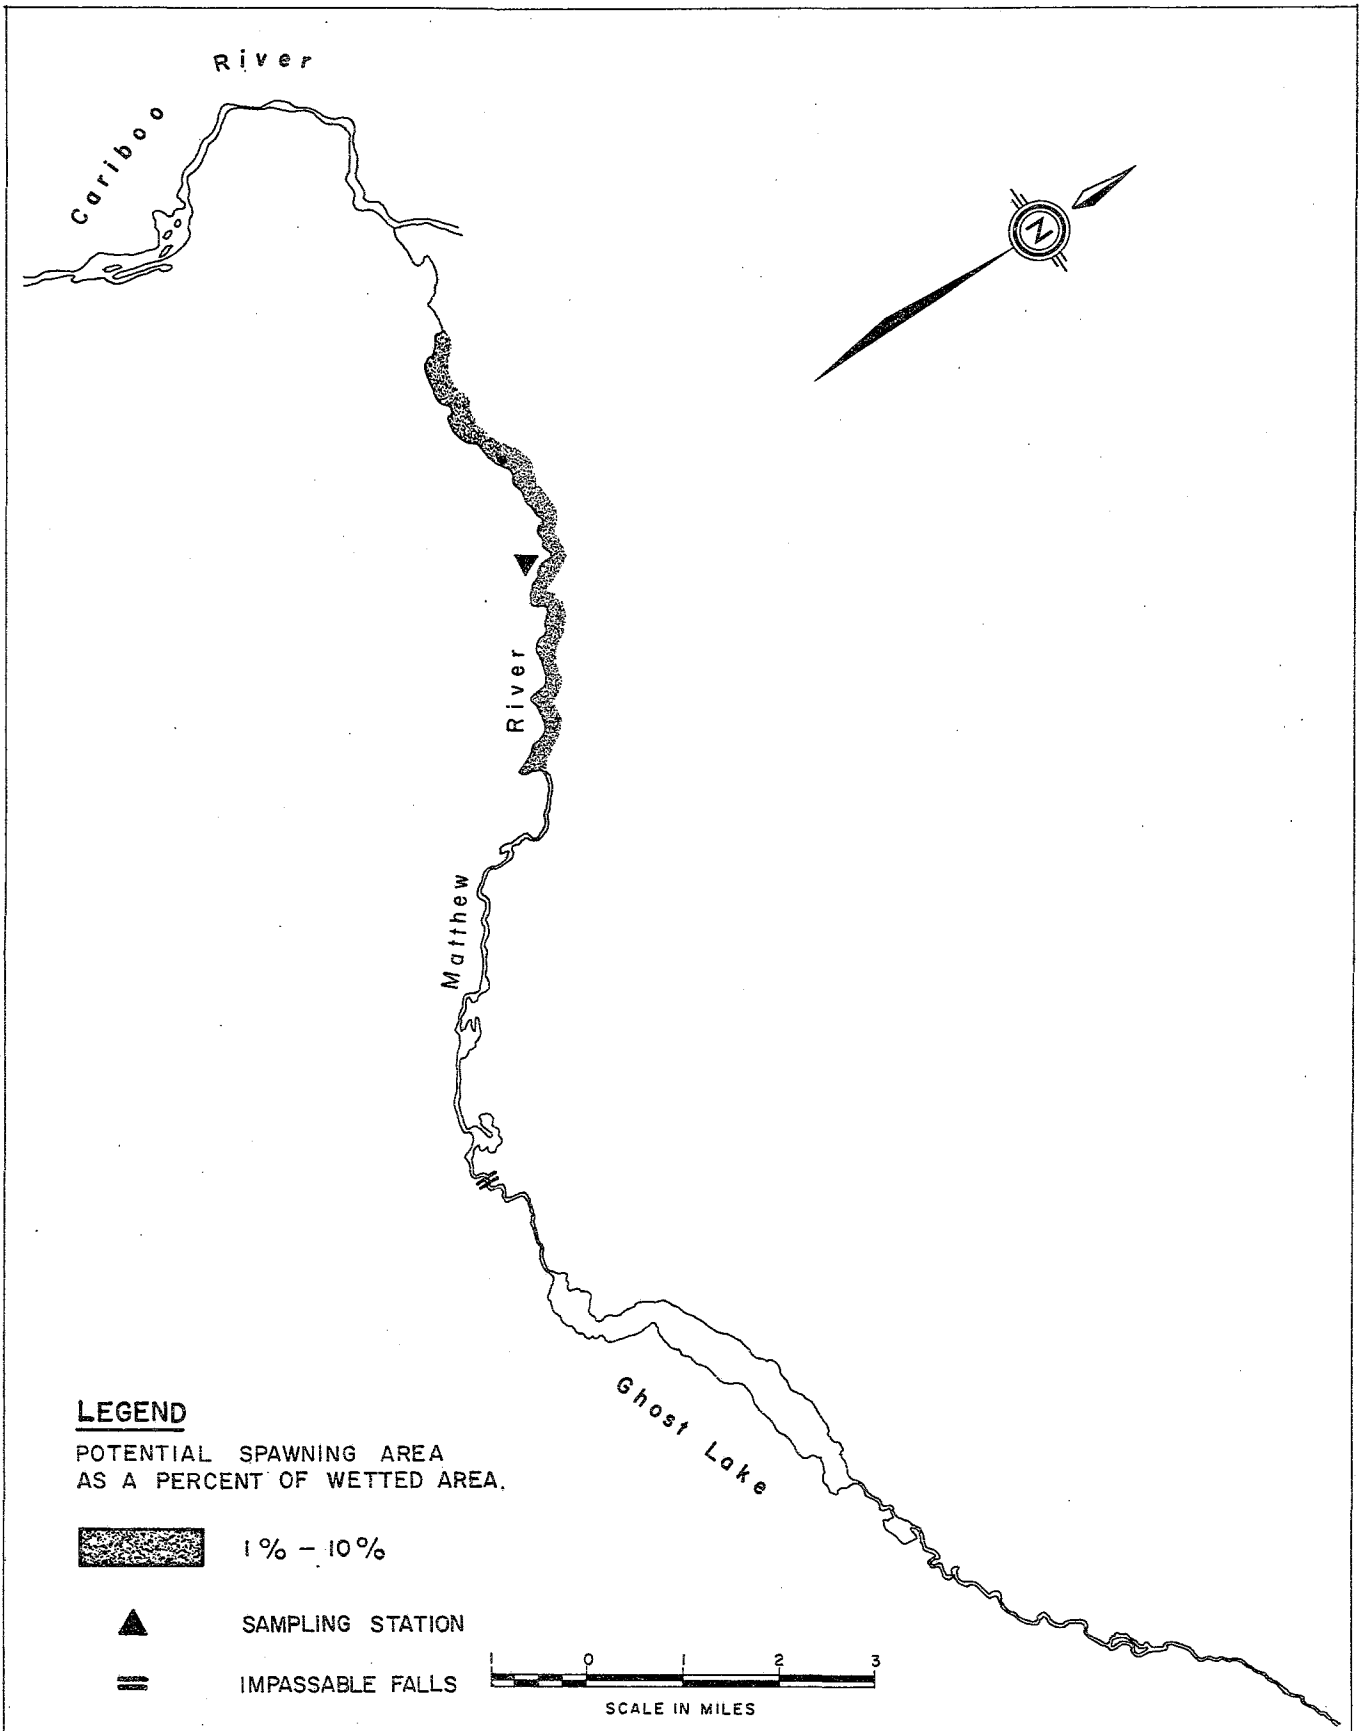 River
Cariboo
N
River
Matthew
Ghost Lake
LEGEND
POTENTIAL SPAWNING AREA
AS A PERCENT OF WETTED AREA.
1% - 10%
SAMPLING STATION
IMPASSABLE FALLS
1 0 1 2 3
SCALE IN MILES